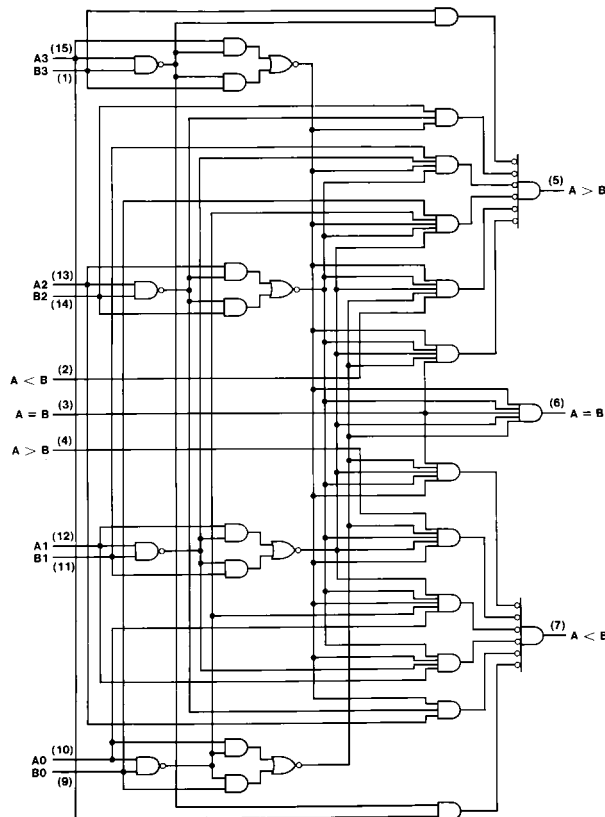 (15)
A3
B3
(1)
(5)
A > B
(13)
A2
B2
(14)
(2)
A < B
(3)
A = B
(6)
A = B
(4)
A > B
(12)
A1
B1
(11)
(7)
A < B
(10)
A0
B0
(9)